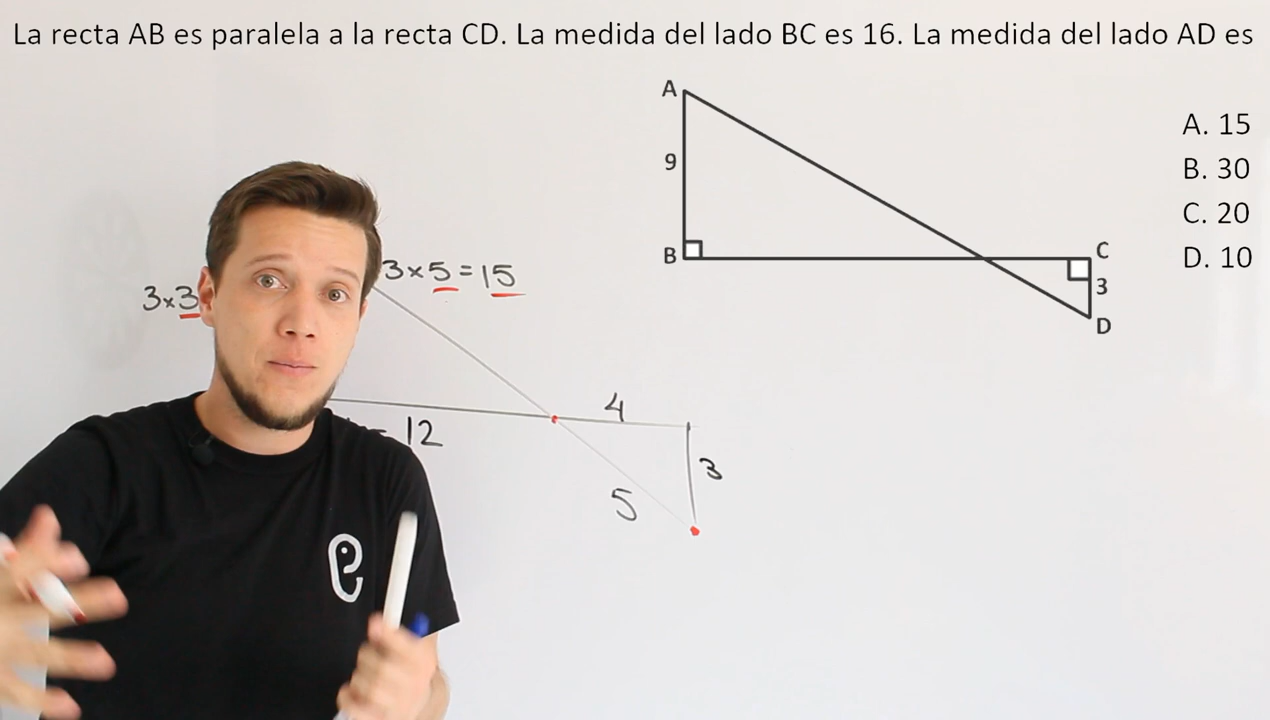 La recta AB es paralela a la recta CD. La medida del lado BC es 16. La medida del lado AD es
A
9
B
C
3
D
A. 15
B. 30
C. 20
D. 10
3×3
3×5=15
= 12
4
3
5
e